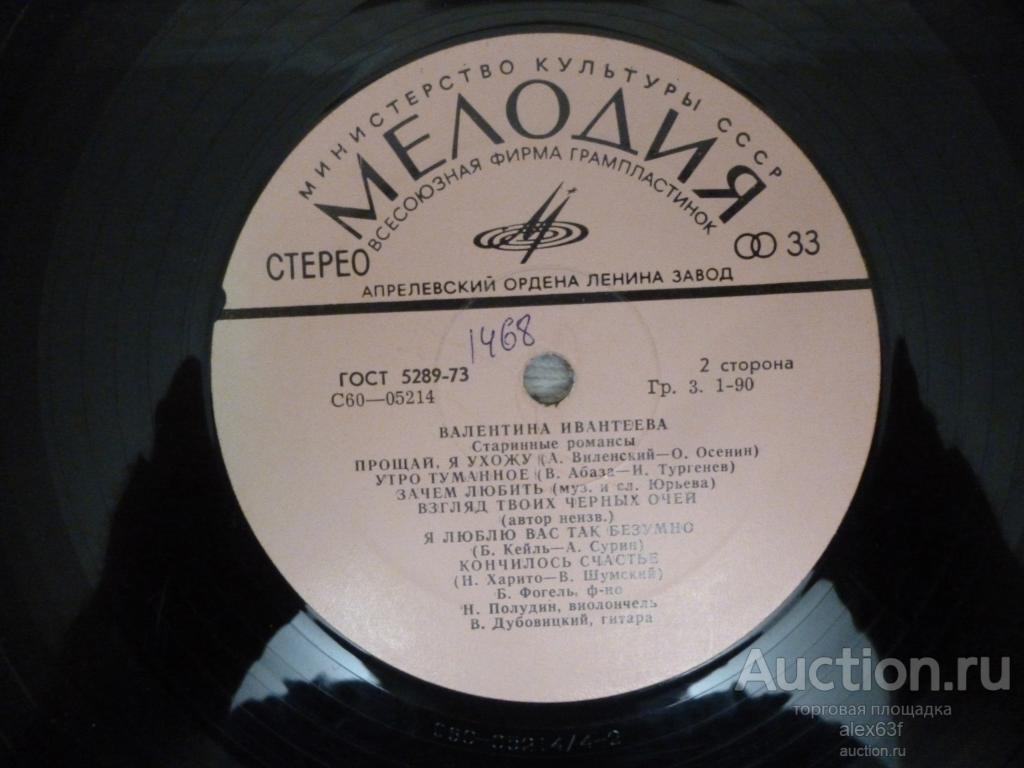 МИНИСТЕРСТВО КУЛЬТУРЫ СССР
МЕЛОДИЯ
ВСЕСОЮЗНАЯ ФИРМА ГРАМПЛАСТИНОК
СТЕРЕО
33
АПРЕЛЕВСКИЙ ОРДЕНА ЛЕНИНА ЗАВОД
1468
ГОСТ 5289-73
2 сторона
С60—05214
Гр. 3. 1-90
ВАЛЕНТИНА ИВАНТЕЕВА
Старинные романсы
ПРОЩАЙ, Я УХОЖУ (А. Виленский—О. Осенин)
УТРО ТУМАННОЕ (В. Абаза—И. Тургенев)
ЗАЧЕМ ЛЮБИТЬ (муз. и сл. Юрьева)
ВЗГЛЯД ТВОИХ ЧЕРНЫХ ОЧЕЙ
(автор неизв.)
Я ЛЮБЛЮ ВАС ТАК БЕЗУМНО
(Б. Кейль—А. Сурин)
КОНЧИЛОСЬ СЧАСТЬЕ
(Н. Харито—В. Шумский)
Б. Фогель, ф-но
Н. Полудин, виолончель
В. Дубовицкий, гитара
Auction.ru
торговая площадка
alex63f
auction.ru